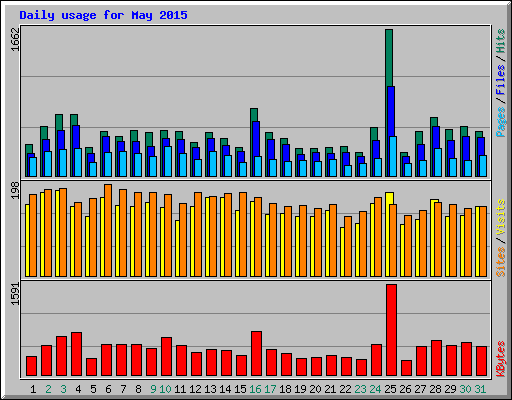 Daily usage for May 2015
1662
Pages / Files / Hits
198
Sites / Visits
1591
KBytes
1 2 3 4 5 6 7 8 9 10 11 12 13 14 15 16 17 18 19 20 21 22 23 24 25 26 27 28 29 30 31